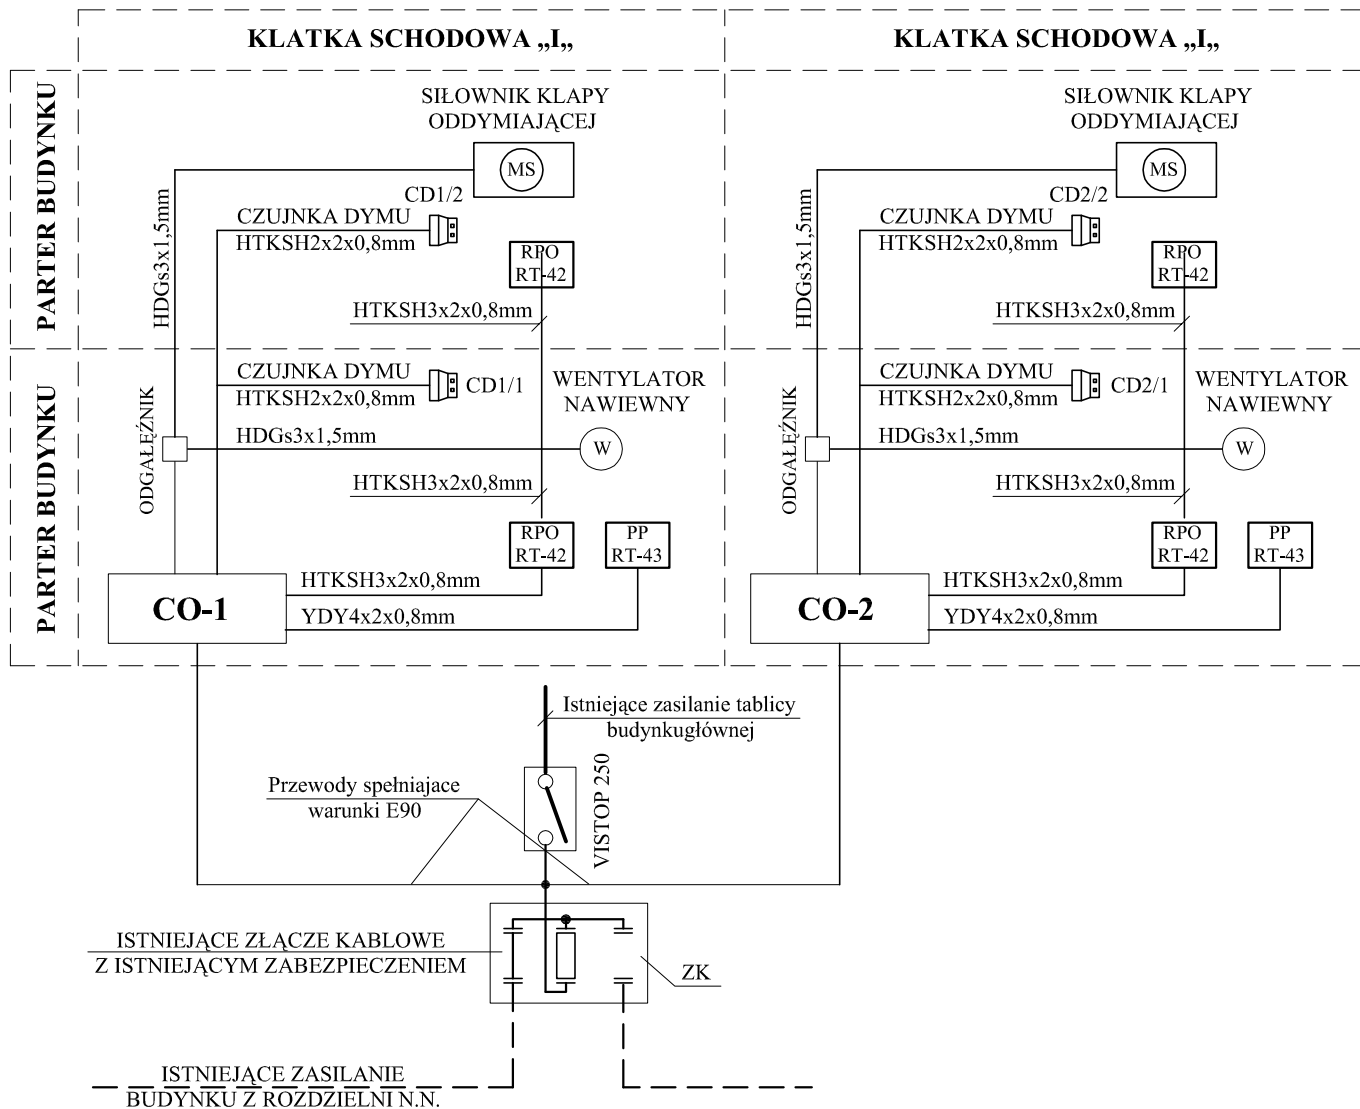 KLATKA SCHODOWA „I„
KLATKA SCHODOWA „I„
PARTER BUDYNKU
SIŁOWNIK KLAPY
ODDYMIAJĄCEJ
MS
CD1/2
HDGs3x1,5mm
CZUJNKA DYMU
HTKSH2x2x0,8mm
RPO
RT-42
HTKSH3x2x0,8mm
SIŁOWNIK KLAPY
ODDYMIAJĄCEJ
MS
CD2/2
HDGs3x1,5mm
CZUJNKA DYMU
HTKSH2x2x0,8mm
RPO
RT-42
HTKSH3x2x0,8mm
PARTER BUDYNKU
CZUJNKA DYMU
HTKSH2x2x0,8mm
CD1/1
WENTYLATOR
NAWIEWNY
ODGAŁĘŹNIK
HDGs3x1,5mm
W
HTKSH3x2x0,8mm
RPO
RT-42
PP
RT-43
CO-1
HTKSH3x2x0,8mm
YDY4x2x0,8mm
CZUJNKA DYMU
HTKSH2x2x0,8mm
CD2/1
WENTYLATOR
NAWIEWNY
ODGAŁĘŹNIK
HDGs3x1,5mm
W
HTKSH3x2x0,8mm
RPO
RT-42
PP
RT-43
CO-2
HTKSH3x2x0,8mm
YDY4x2x0,8mm
Istniejące zasilanie tablicy
budynkugłównej
VISTOP 250
Przewody spełniajace
warunki E90
ISTNIEJĄCE ZŁĄCZE KABLOWE
Z ISTNIEJĄCYM ZABEZPIECZENIEM
ZK
ISTNIEJĄCE ZASILANIE
BUDYNKU Z ROZDZIELNI N.N.